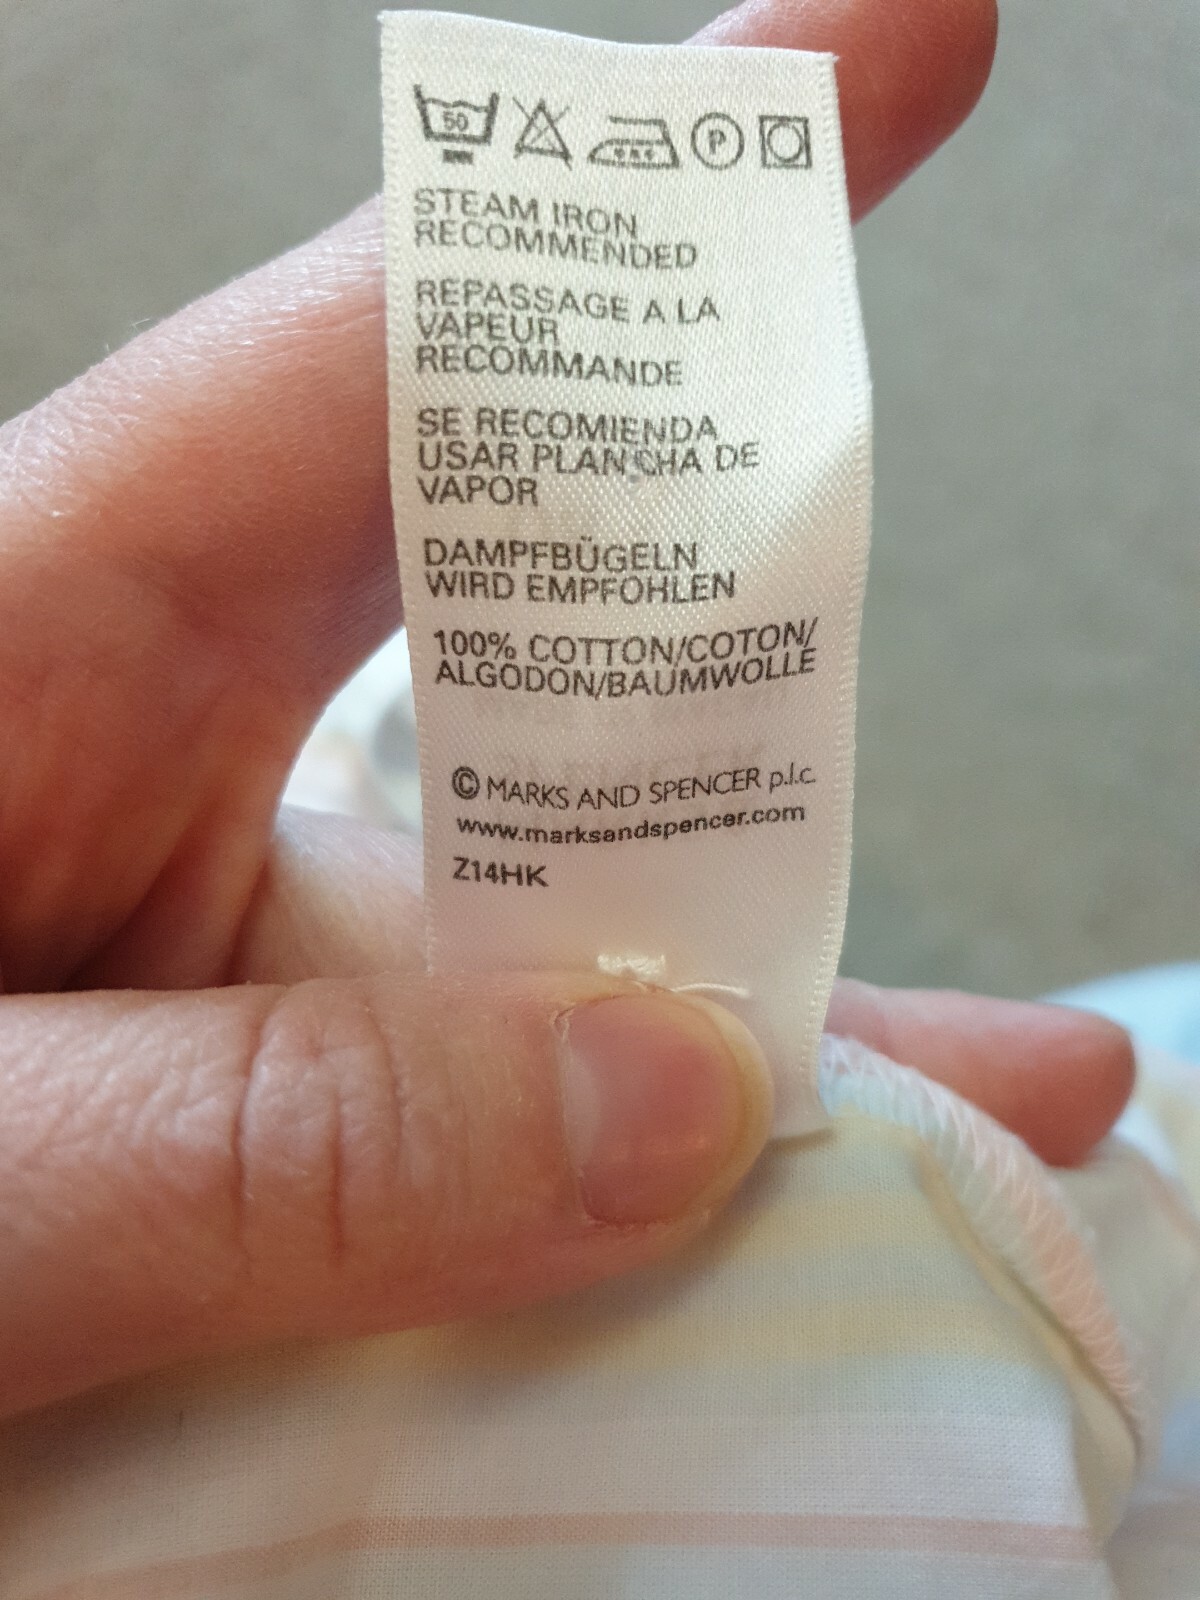 50
P
STEAM IRON
RECOMMENDED
REPASSAGE A LA
VAPEUR
RECOMMANDE
SE RECOMIENDA
USAR PLANCHA DE
VAPOR
DAMPFBÜGELN
WIRD EMPFOHLEN
100% COTTON/COTON/
ALGODON/BAUMWOLLE
© MARKS AND SPENCER p.l.c.
www.marksandspencer.com
Z14HK